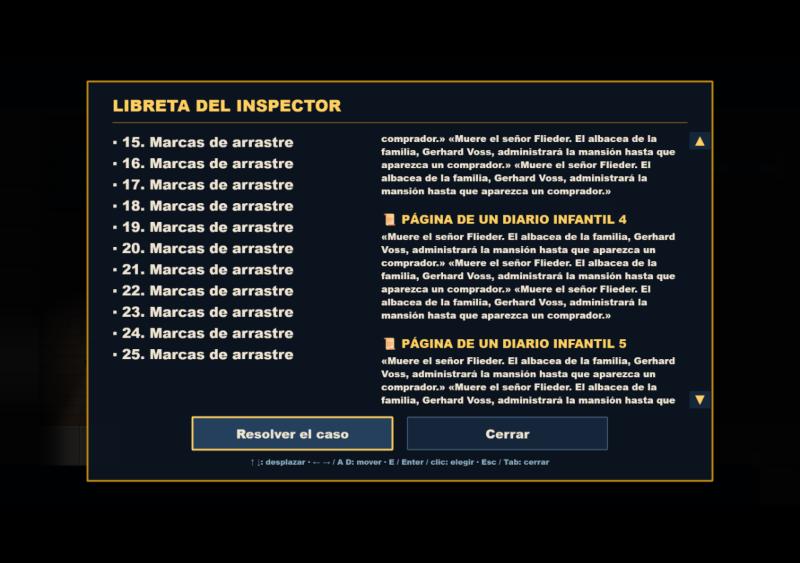 LIBRETA DEL INSPECTOR
· 15. Marcas de arrastre
· 16. Marcas de arrastre
· 17. Marcas de arrastre
· 18. Marcas de arrastre
· 19. Marcas de arrastre
· 20. Marcas de arrastre
· 21. Marcas de arrastre
· 22. Marcas de arrastre
· 23. Marcas de arrastre
· 24. Marcas de arrastre
· 25. Marcas de arrastre
comprador.» «Muere el señor Flieder. El albacea de la
familia, Gerhard Voss, administrará la mansión hasta que
aparezca un comprador.» «Muere el señor Flieder. El
albacea de la familia, Gerhard Voss, administrará la
mansión hasta que aparezca un comprador.»
PÁGINA DE UN DIARIO INFANTIL 4
«Muere el señor Flieder. El albacea de la familia, Gerhard
Voss, administrará la mansión hasta que aparezca un
comprador.» «Muere el señor Flieder. El albacea de la
familia, Gerhard Voss, administrará la mansión hasta que
aparezca un comprador.» «Muere el señor Flieder. El
albacea de la familia, Gerhard Voss, administrará la
mansión hasta que aparezca un comprador.»
PÁGINA DE UN DIARIO INFANTIL 5
«Muere el señor Flieder. El albacea de la familia, Gerhard
Voss, administrará la mansión hasta que aparezca un
comprador.» «Muere el señor Flieder. El albacea de la
familia, Gerhard Voss, administrará la mansión hasta que
Resolver el caso
Cerrar
↑ ↓: desplazar · ← → / A D: mover · E / Enter / clic: elegir · Esc / Tab: cerrar